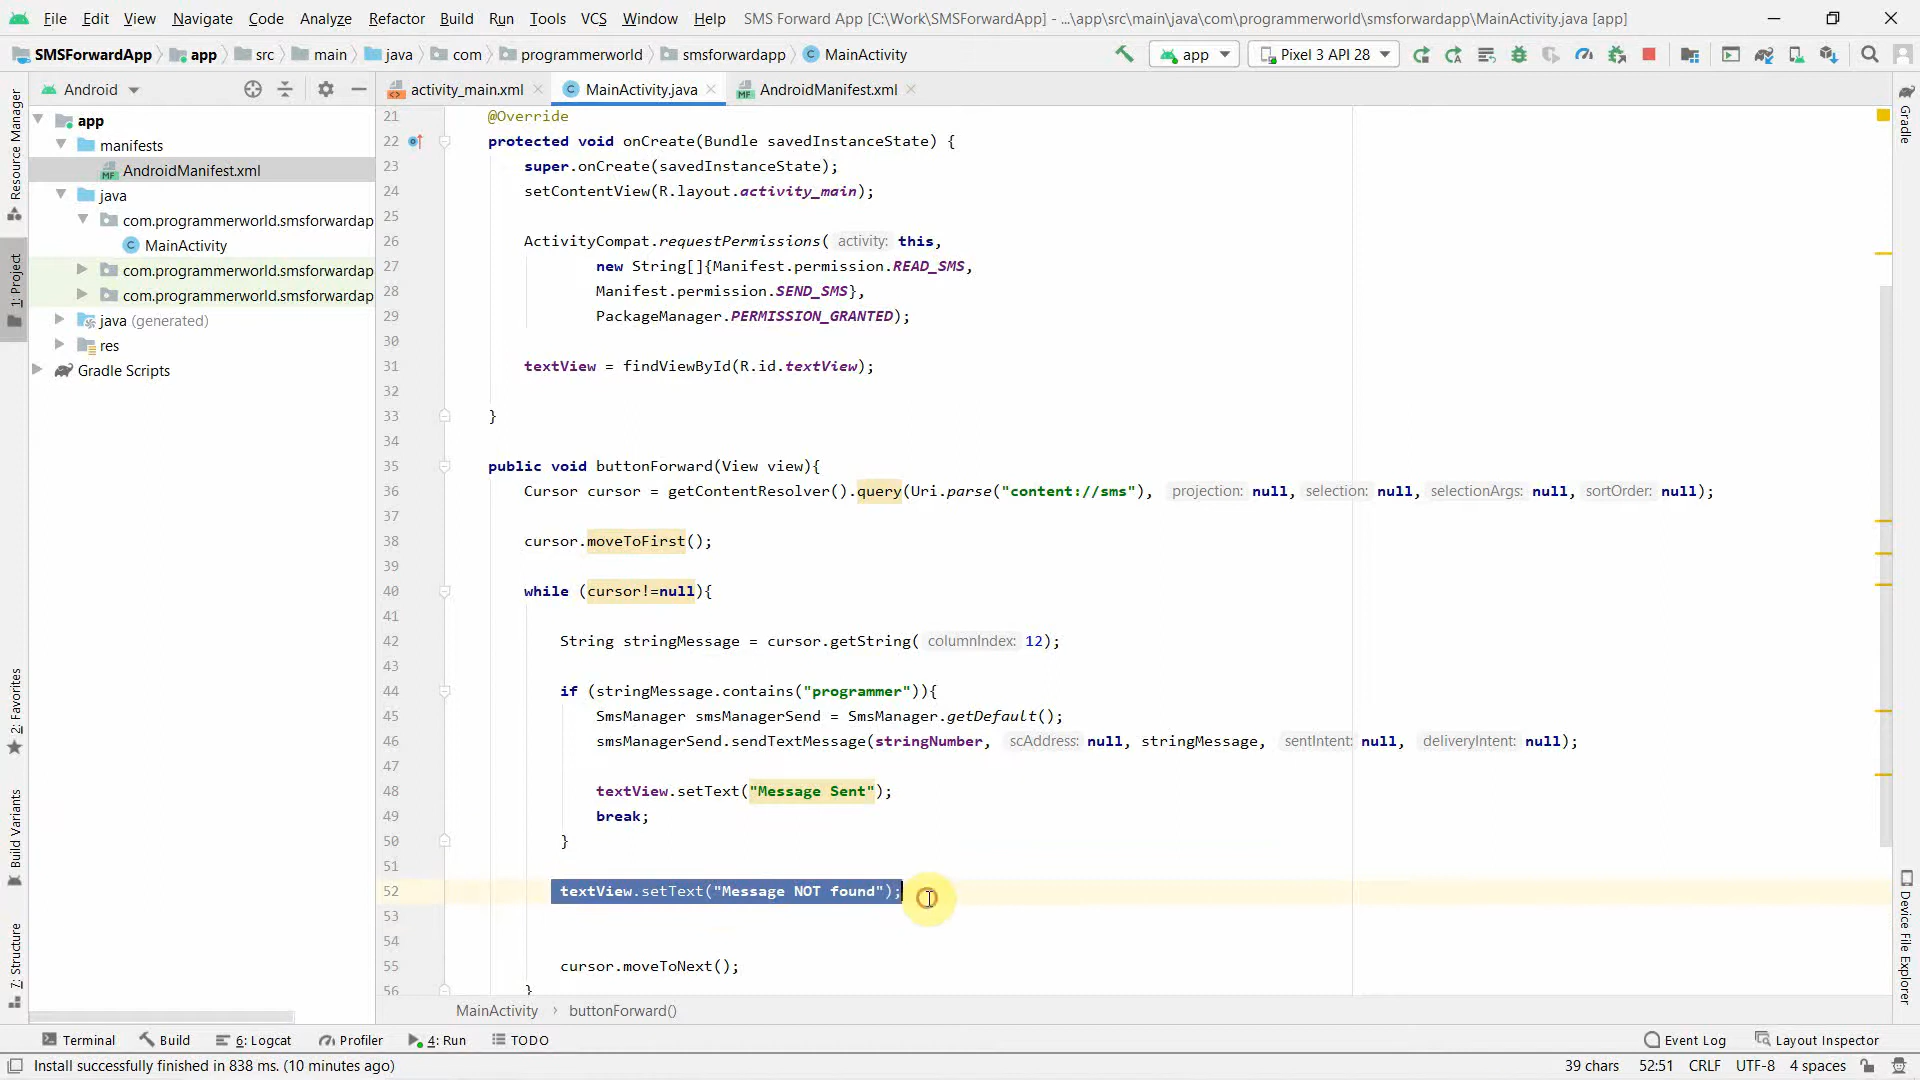 File Edit View Navigate Code Analyze Refactor Build Run Tools VCS Window Help SMS Forward App [C:\Work\SMSForwardApp] - ...\app\src\main\java\com\programmerworld\smsforwardapp\MainActivity.java [app]
SMSForwardApp app src main java com programmerworld smsforwardapp MainActivity app Pixel 3 API 28
Android activity_main.xml MainActivity.java AndroidManifest.xml
Resource Manager
1: Project
2: Favorites
Build Variants
7: Structure
app
manifests
AndroidManifest.xml
java
com.programmerworld.smsforwardap
MainActivity
com.programmerworld.smsforwardap
com.programmerworld.smsforwardap
java (generated)
res
Gradle Scripts
21 @Override
22 protected void onCreate(Bundle savedInstanceState) {
23 super.onCreate(savedInstanceState);
24 setContentView(R.layout.activity_main);
25
26 ActivityCompat.requestPermissions( activity: this,
27 new String[]{Manifest.permission.READ_SMS,
28 Manifest.permission.SEND_SMS},
29 PackageManager.PERMISSION_GRANTED);
30
31 textView = findViewById(R.id.textView);
32
33 }
34
35 public void buttonForward(View view){
36 Cursor cursor = getContentResolver().query(Uri.parse("content://sms"), projection: null, selection: null, selectionArgs: null, sortOrder: null);
37
38 cursor.moveToFirst();
39
40 while (cursor!=null){
41
42 String stringMessage = cursor.getString( columnIndex: 12);
43
44 if (stringMessage.contains("programmer")){
45 SmsManager smsManagerSend = SmsManager.getDefault();
46 smsManagerSend.sendTextMessage(stringNumber, scAddress: null, stringMessage, sentIntent: null, deliveryIntent: null);
47
48 textView.setText("Message Sent");
49 break;
50 }
51
52 textView.setText("Message NOT found");
53
54
55 cursor.moveToNext();
56 }
MainActivity › buttonForward()
Gradle
Device File Explorer
Terminal Build 6: Logcat Profiler 4: Run TODO Event Log Layout Inspector
Install successfully finished in 838 ms. (10 minutes ago) 39 chars 52:51 CRLF UTF-8 4 spaces